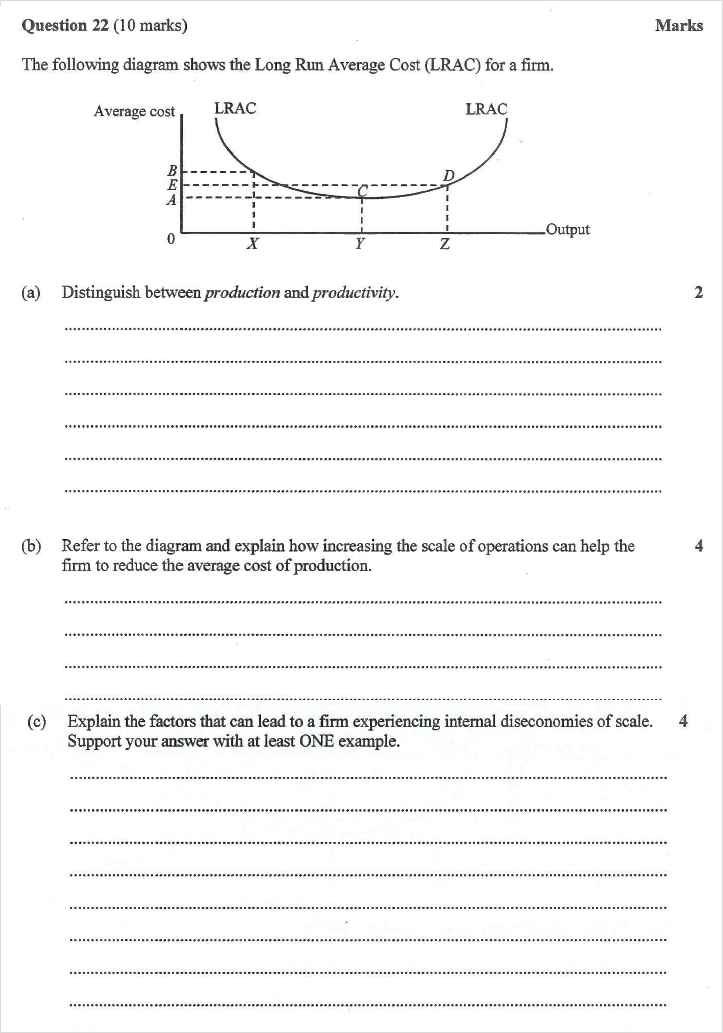 Question 22 (10 marks) Marks
The following diagram shows the Long Run Average Cost (LRAC) for a firm.
Average cost LRAC LRAC
B
E
A
C
D
0 X Y Z Output
(a) Distinguish between production and productivity. 2
(b) Refer to the diagram and explain how increasing the scale of operations can help the 4
firm to reduce the average cost of production.
(c) Explain the factors that can lead to a firm experiencing internal diseconomies of scale. 4
Support your answer with at least ONE example.